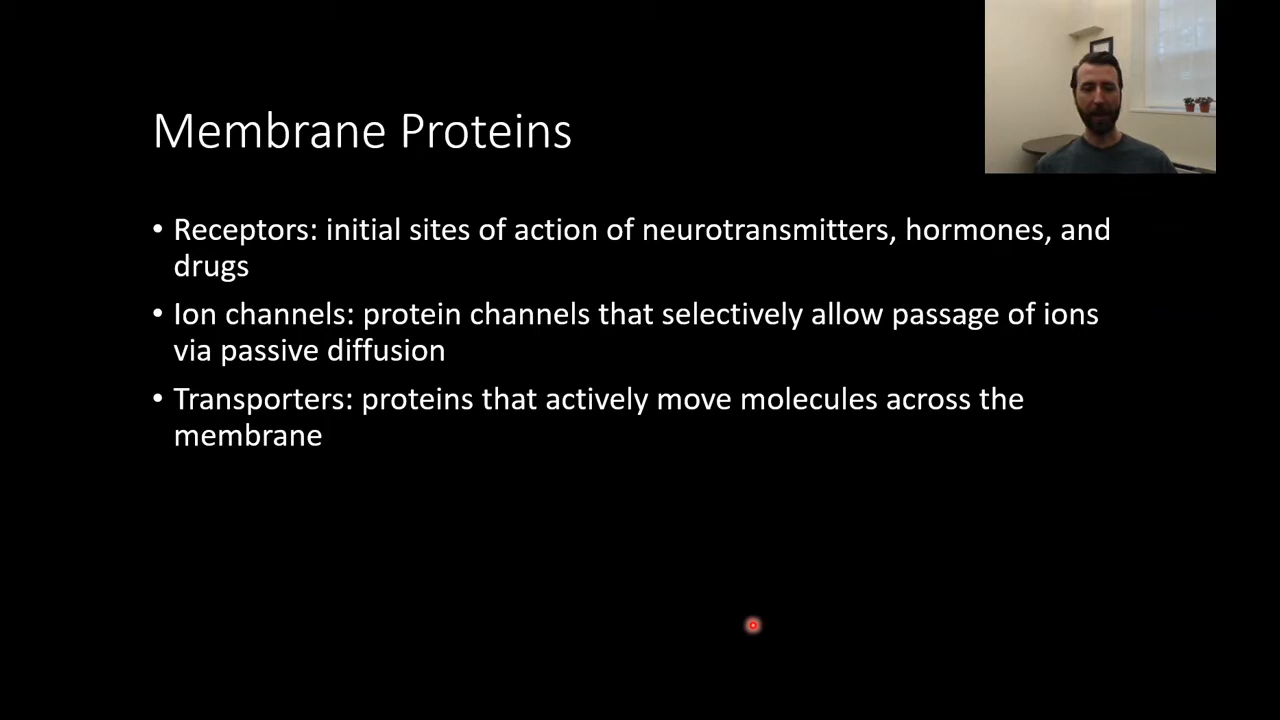 Membrane Proteins
• Receptors: initial sites of action of neurotransmitters, hormones, and
drugs
• Ion channels: protein channels that selectively allow passage of ions
via passive diffusion
• Transporters: proteins that actively move molecules across the
membrane